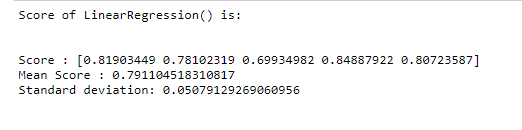 Score of LinearRegression() is:
Score : [0.81903449 0.78102319 0.69934982 0.84887922 0.80723587]
Mean Score : 0.791104518310817
Standard deviation: 0.05079129269060956